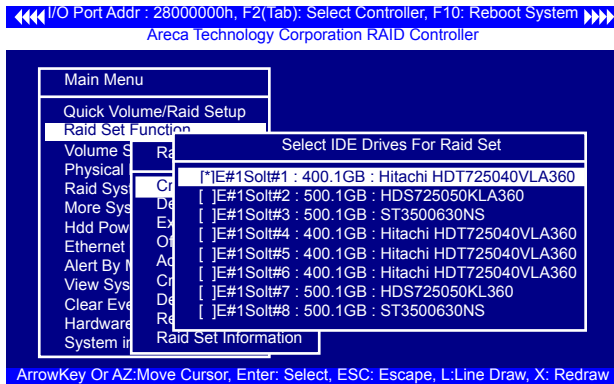 I/O Port Addr : 28000000h, F2(Tab): Select Controller, F10: Reboot System
Areca Technology Corporation RAID Controller
Main Menu
Quick Volume/Raid Setup
Raid Set Function
Volume S
Physical
Raid Sys
More Sys
Hdd Pow
Ethernet
Alert By
View Sys
Clear Eve
Hardware
System in
Ra
Cr
De
Ex
Of
Ac
Cr
De
Re
Raid Set Information
Select IDE Drives For Raid Set
[*]E#1Solt#1 : 400.1GB : Hitachi HDT725040VLA360
[ ]E#1Solt#2 : 500.1GB : HDS725050KLA360
[ ]E#1Solt#3 : 500.1GB : ST3500630NS
[ ]E#1Solt#4 : 400.1GB : Hitachi HDT725040VLA360
[ ]E#1Solt#5 : 400.1GB : Hitachi HDT725040VLA360
[ ]E#1Solt#6 : 400.1GB : Hitachi HDT725040VLA360
[ ]E#1Solt#7 : 500.1GB : HDS725050KL360
[ ]E#1Solt#8 : 500.1GB : ST3500630NS
ArrowKey Or AZ:Move Cursor, Enter: Select, ESC: Escape, L:Line Draw, X: Redraw